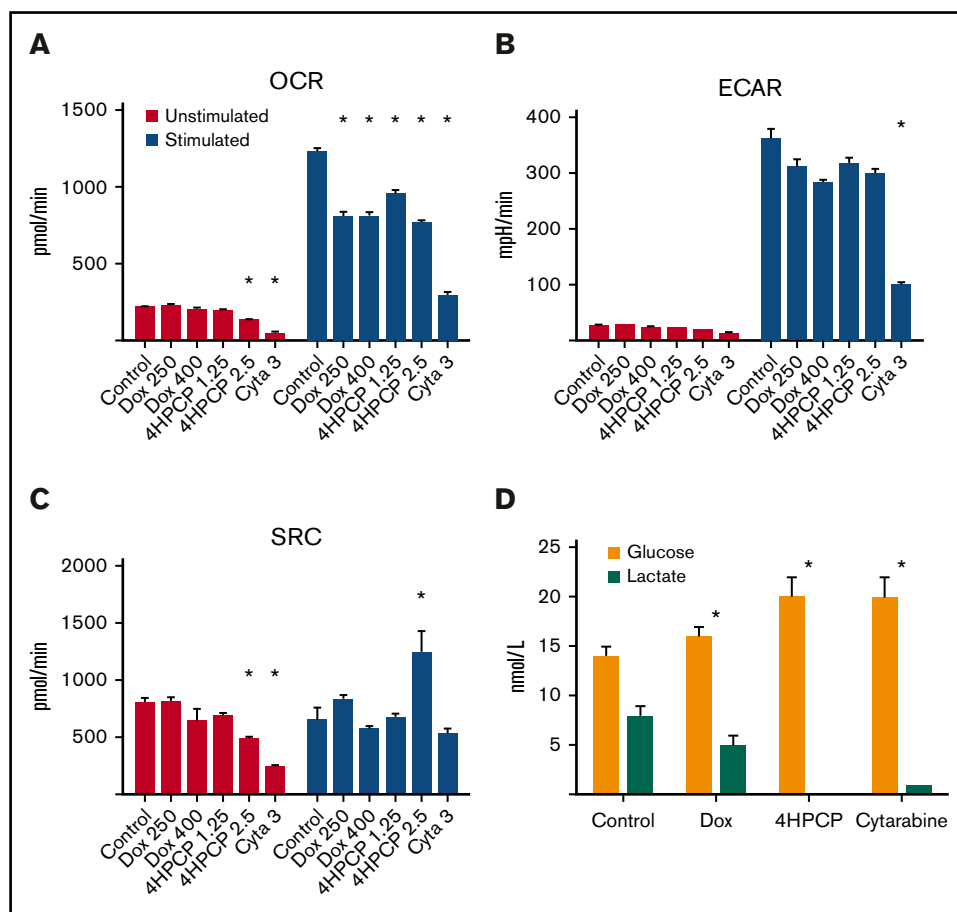 A
OCR
1500
1000
500
pmol/min
Unstimulated
Stimulated
* * * * *
* *
Control
Dox 250
Dox 400
4HPCP 1.25
4HPCP 2.5
Cyta 3
Control
Dox 250
Dox 400
4HPCP 1.25
4HPCP 2.5
Cyta 3
B
ECAR
400
300
200
100
mpH/min
*
Control
Dox 250
Dox 400
4HPCP 1.25
4HPCP 2.5
Cyta 3
Control
Dox 250
Dox 400
4HPCP 1.25
4HPCP 2.5
Cyta 3
C
SRC
2000
1500
1000
500
pmol/min
* *
*
Control
Dox 250
Dox 400
4HPCP 1.25
4HPCP 2.5
Cyta 3
Control
Dox 250
Dox 400
4HPCP 1.25
4HPCP 2.5
Cyta 3
D
25
20
15
10
5
nmol/L
Glucose
Lactate
* * *
Control
Dox
4HPCP
Cytarabine